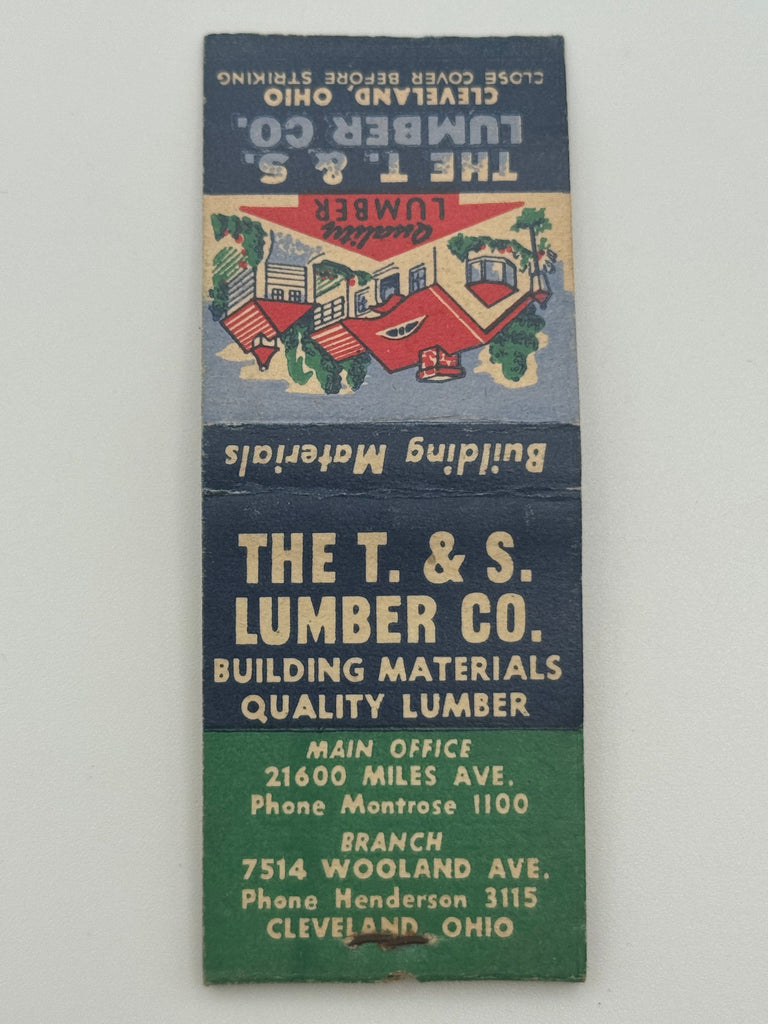 CLOSE COVER BEFORE STRIKING
CLEVELAND, OHIO
THE T. & S.
LUMBER CO.
Quality
LUMBER
Building Materials
THE T. & S.
LUMBER CO.
BUILDING MATERIALS
QUALITY LUMBER
MAIN OFFICE
21600 MILES AVE.
Phone Montrose 1100
BRANCH
7514 WOOLAND AVE.
Phone Henderson 3115
CLEVELAND, OHIO